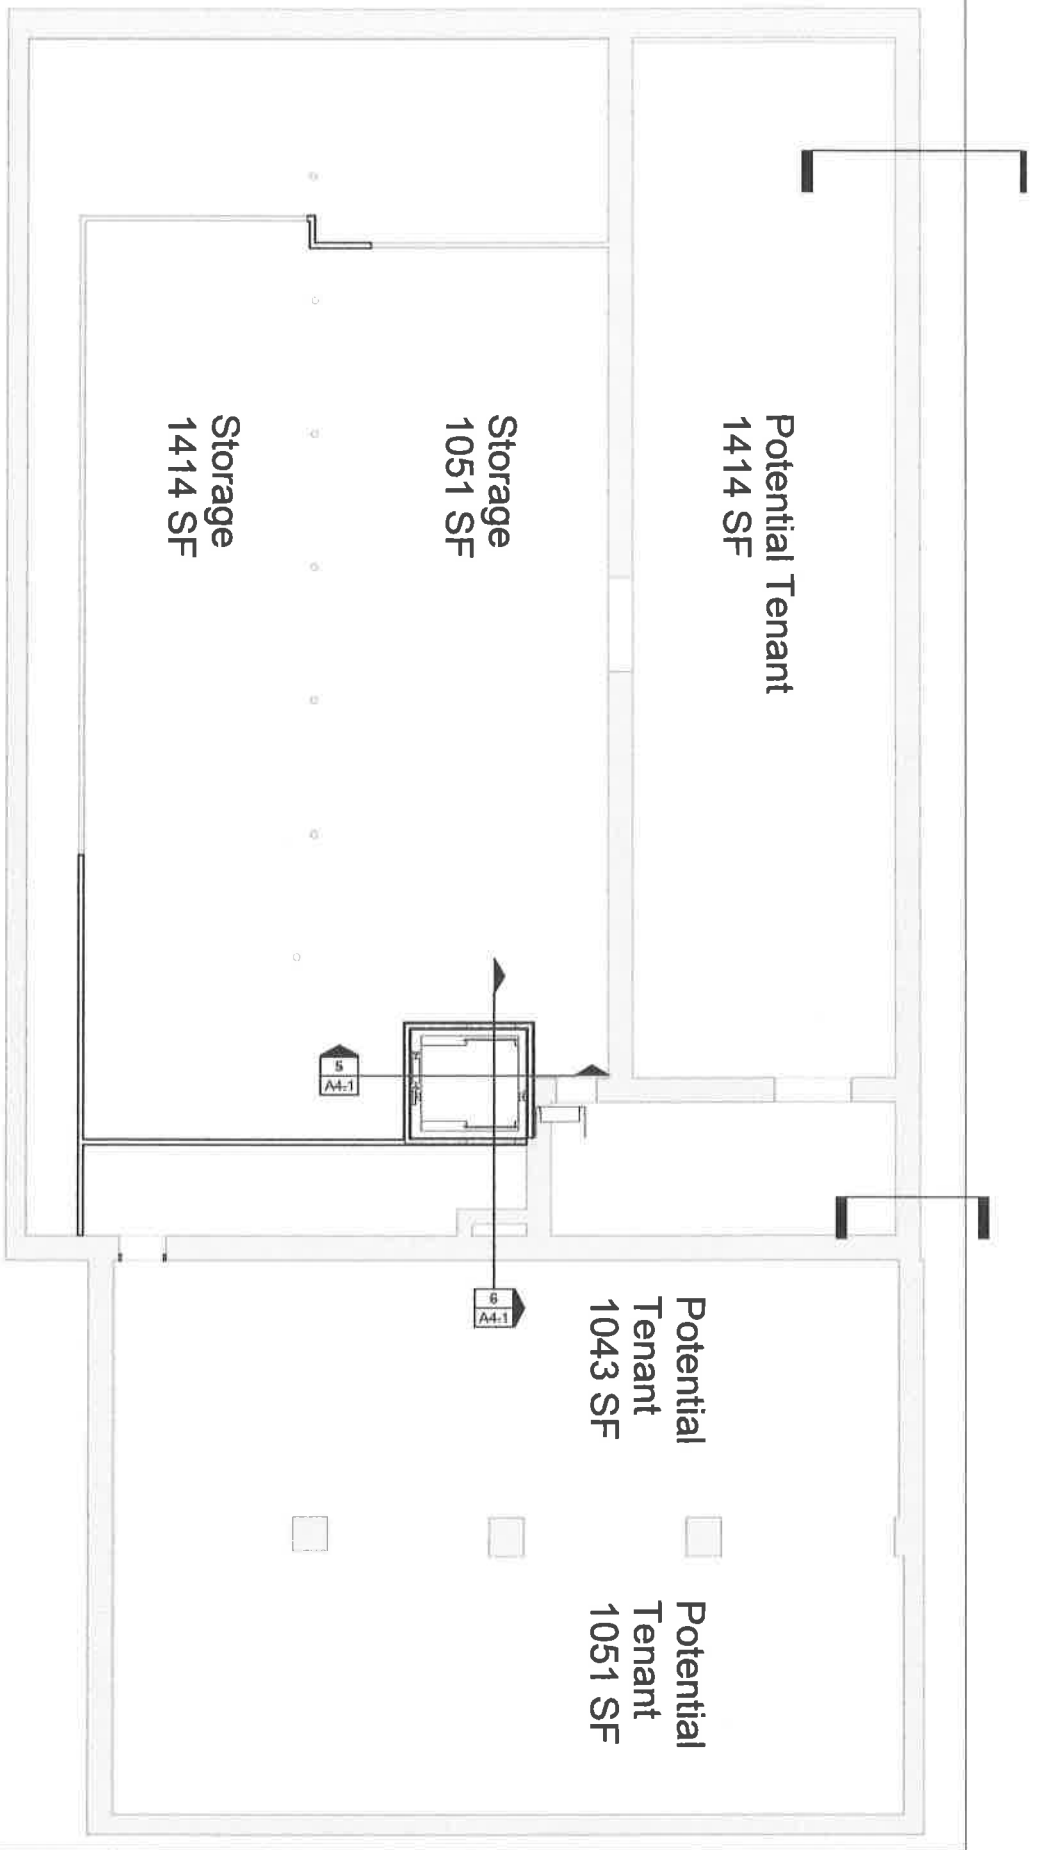 Potential Tenant
1414 SF
Storage
1051 SF
Storage
1414 SF
5
A4.1
6
A4.1
Potential
Tenant
1043 SF
Potential
Tenant
1051 SF